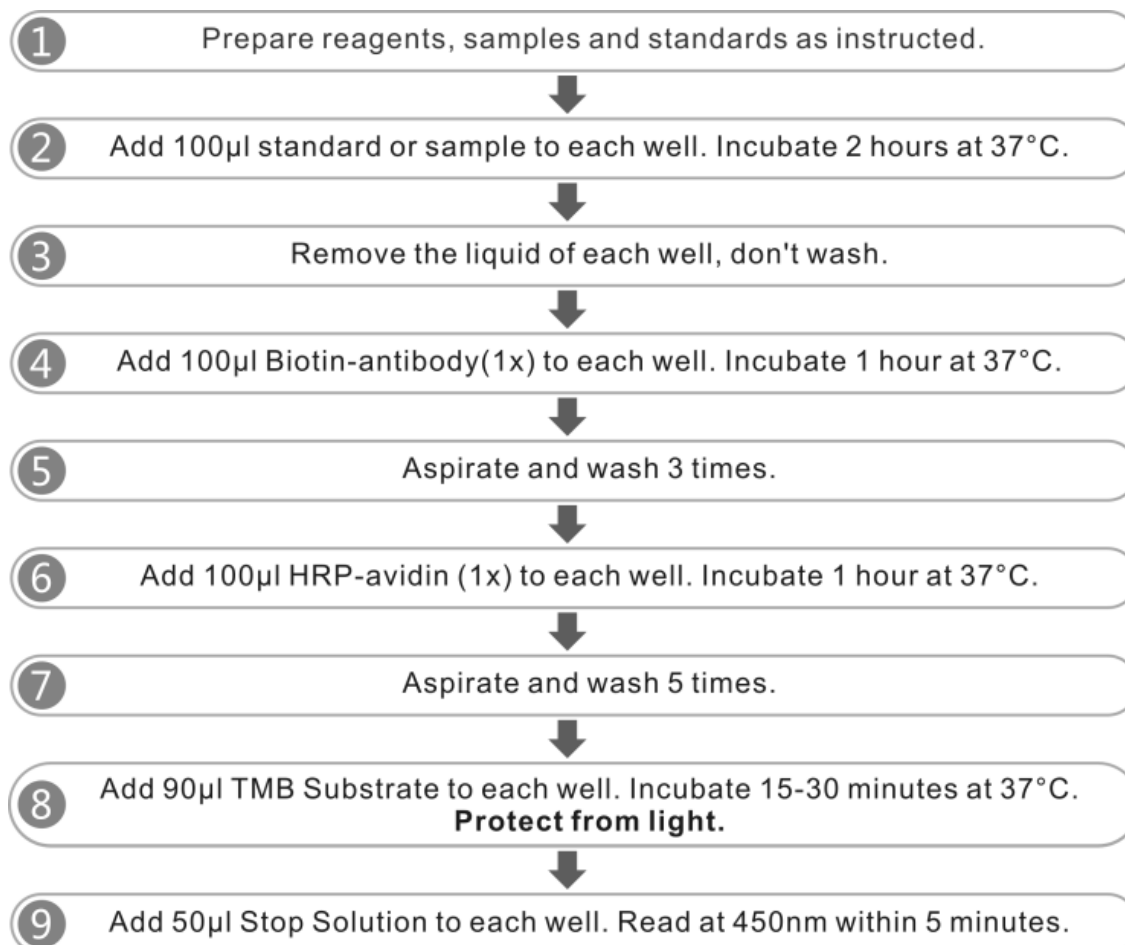 1 Prepare reagents, samples and standards as instructed.
2 Add 100µl standard or sample to each well. Incubate 2 hours at 37°C.
3 Remove the liquid of each well, don't wash.
4 Add 100µl Biotin-antibody(1x) to each well. Incubate 1 hour at 37°C.
5 Aspirate and wash 3 times.
6 Add 100µl HRP-avidin (1x) to each well. Incubate 1 hour at 37°C.
7 Aspirate and wash 5 times.
8 Add 90µl TMB Substrate to each well. Incubate 15-30 minutes at 37°C.
Protect from light.
9 Add 50µl Stop Solution to each well. Read at 450nm within 5 minutes.